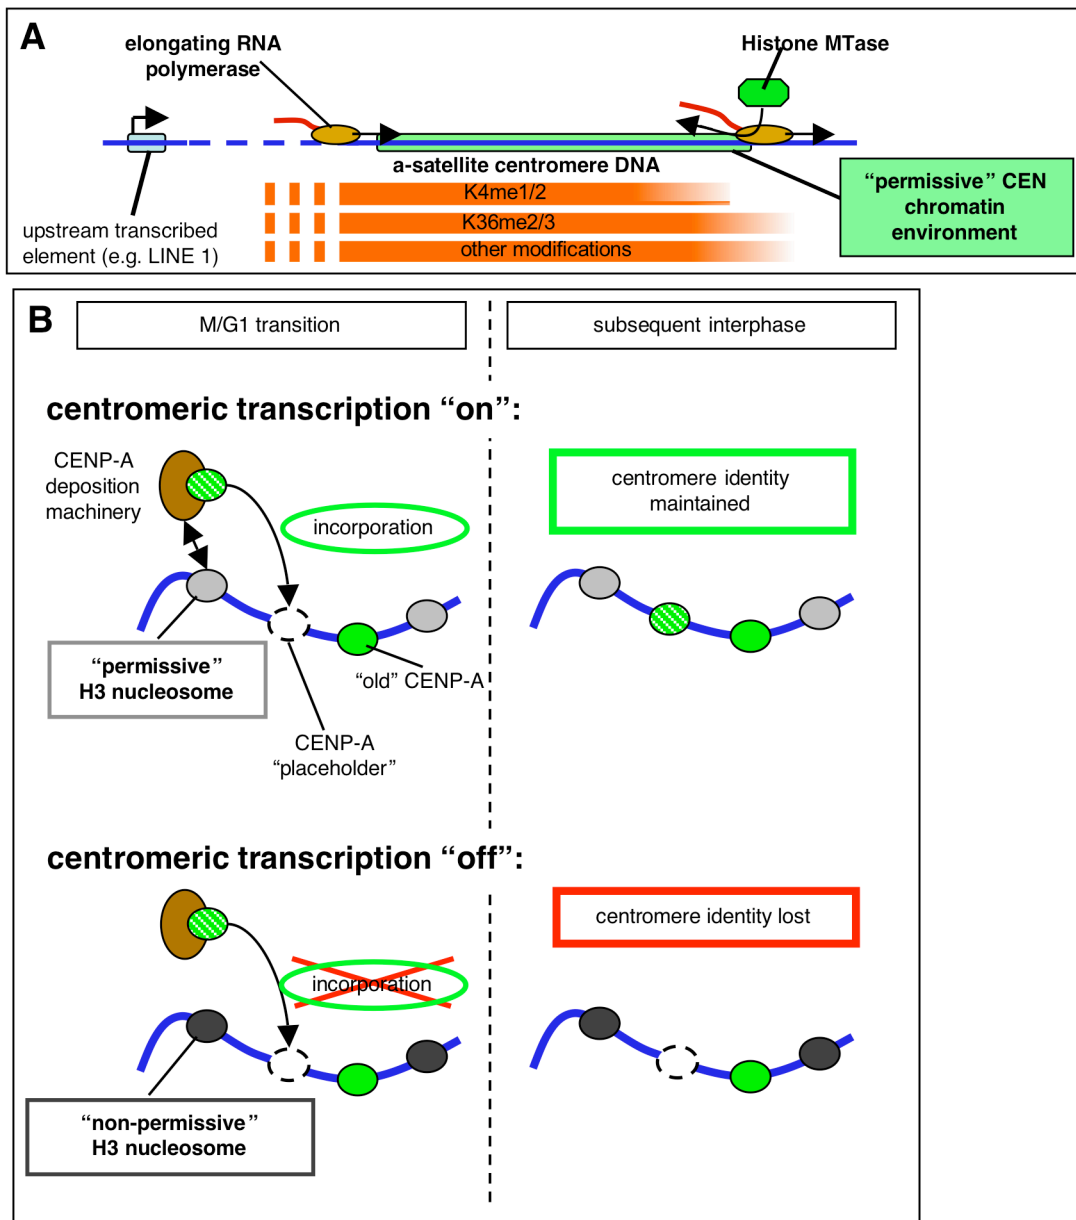 A
elongating RNA
polymerase
Histone MTase
a-satellite centromere DNA
K4me1/2
K36me2/3
other modifications
upstream transcribed
element (e.g. LINE 1)
“permissive” CEN
chromatin
environment
B
M/G1 transition
subsequent interphase
centromeric transcription “on”:
CENP-A
deposition
machinery
incorporation
centromere identity
maintained
“permissive”
H3 nucleosome
“old” CENP-A
CENP-A
“placeholder”
centromeric transcription “off”:
incorporation
centromere identity lost
“non-permissive”
H3 nucleosome